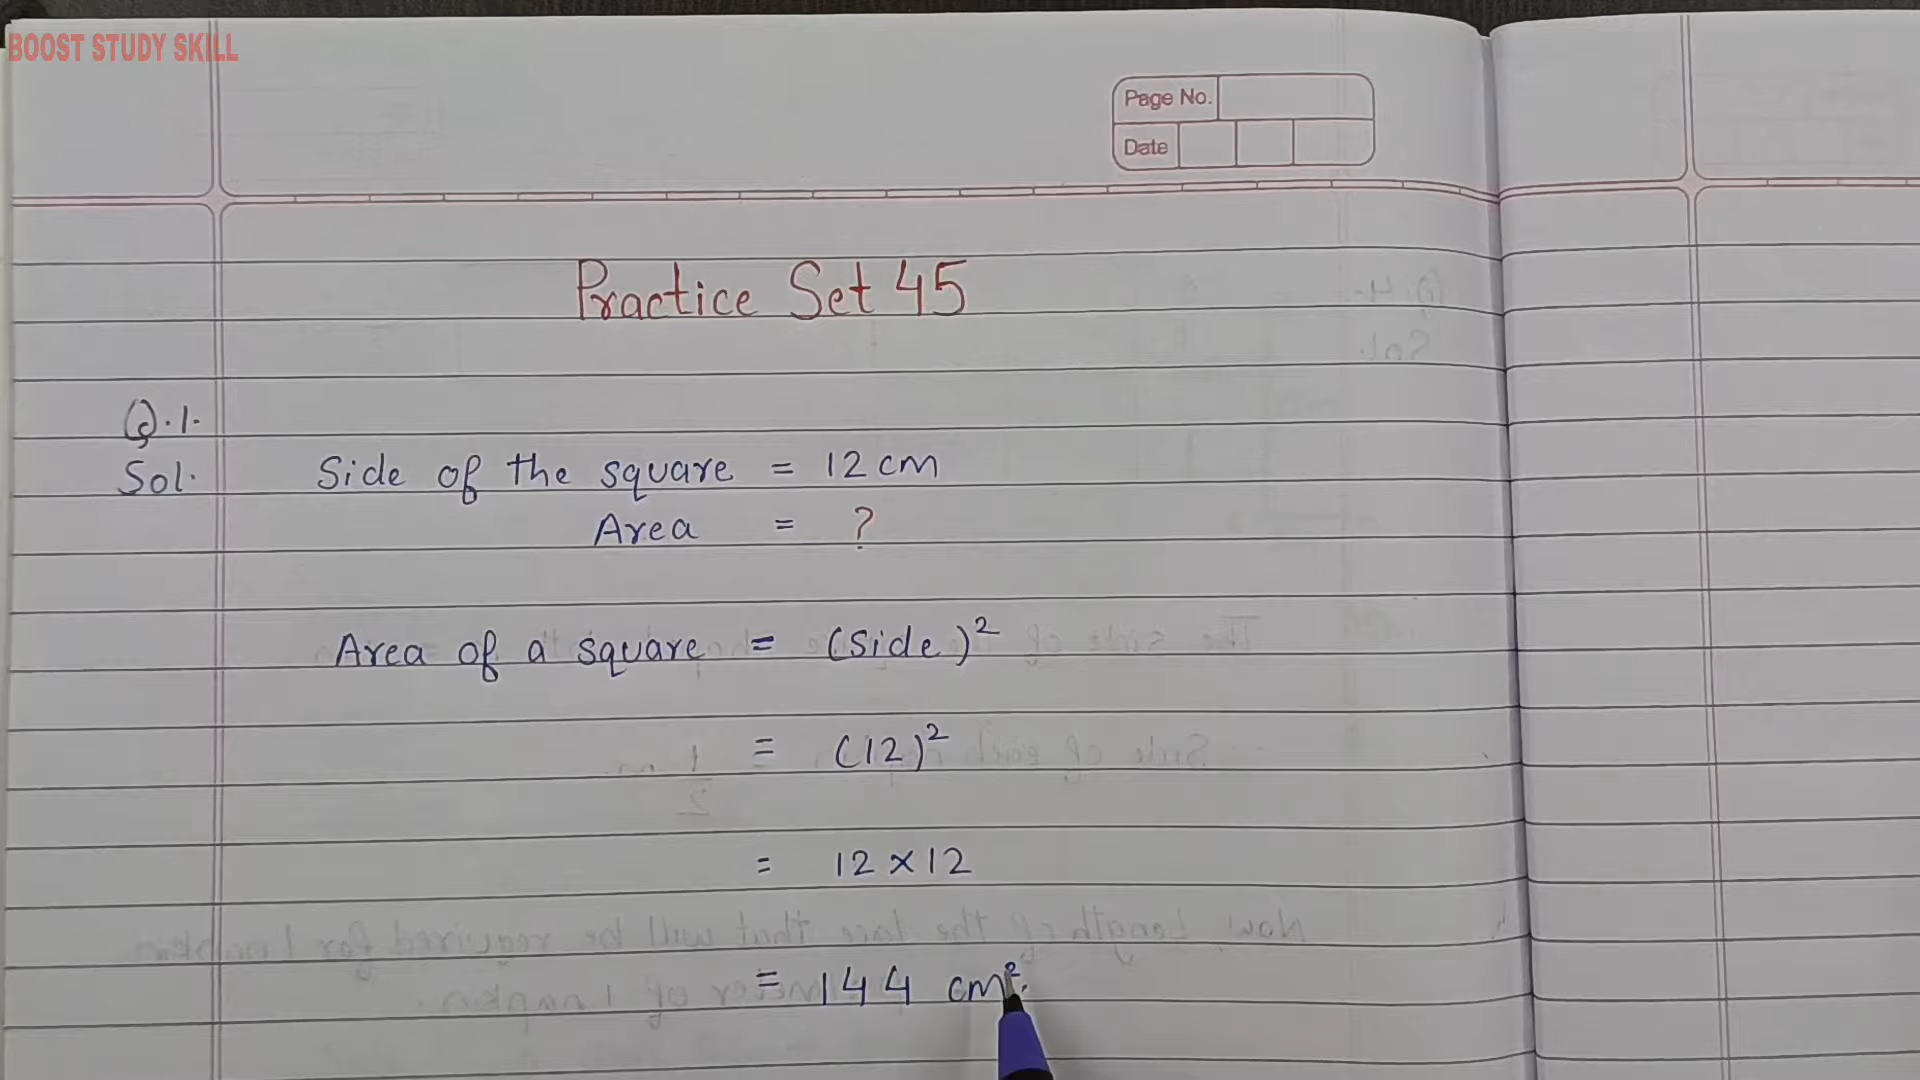 BOOST STUDY SKILL
Page No.
Date
Practice Set 45
Q.1.
Sol. Side of the square = 12 cm
Area = ?
Area of a square = (Side)²
= (12)²
= 12 × 12
= 144 cm².